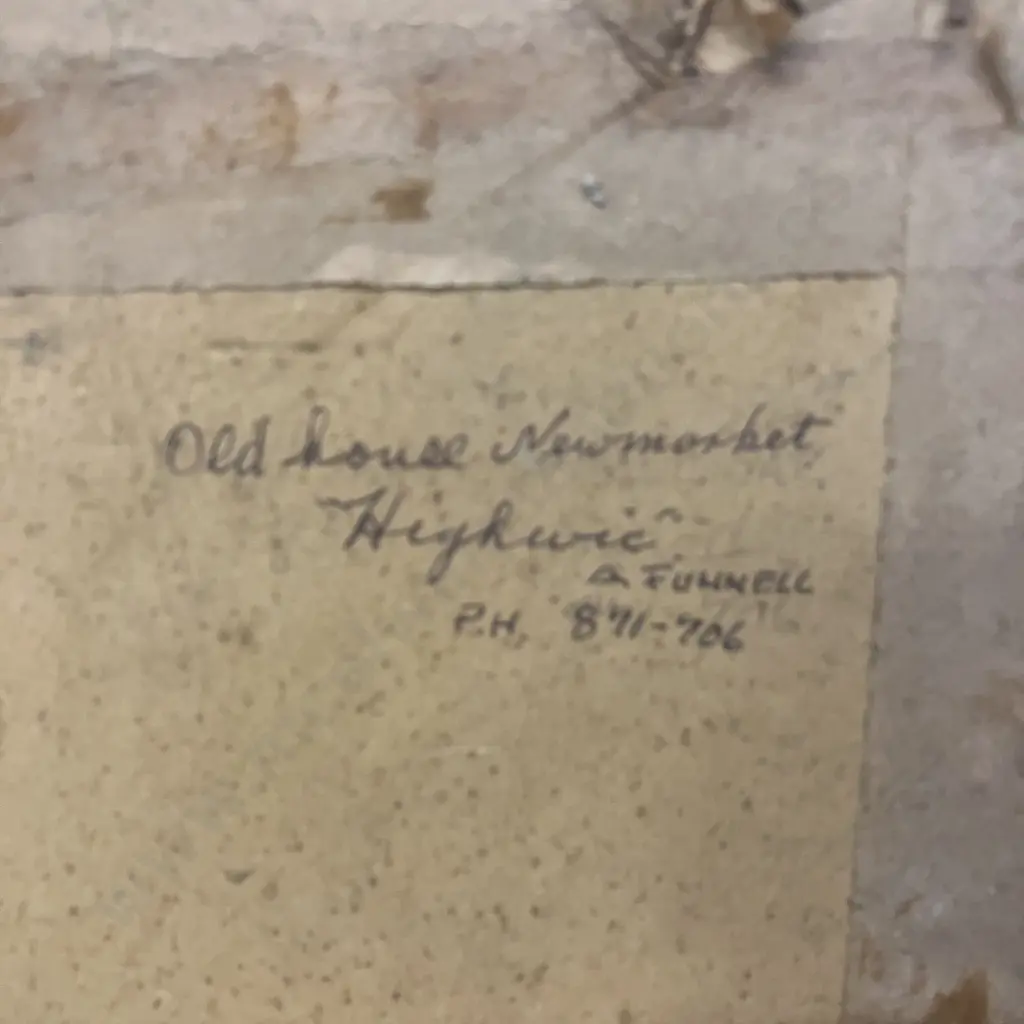 Old house Newmarket
"Highwic"
A FUNNELL
P.H. 871-706